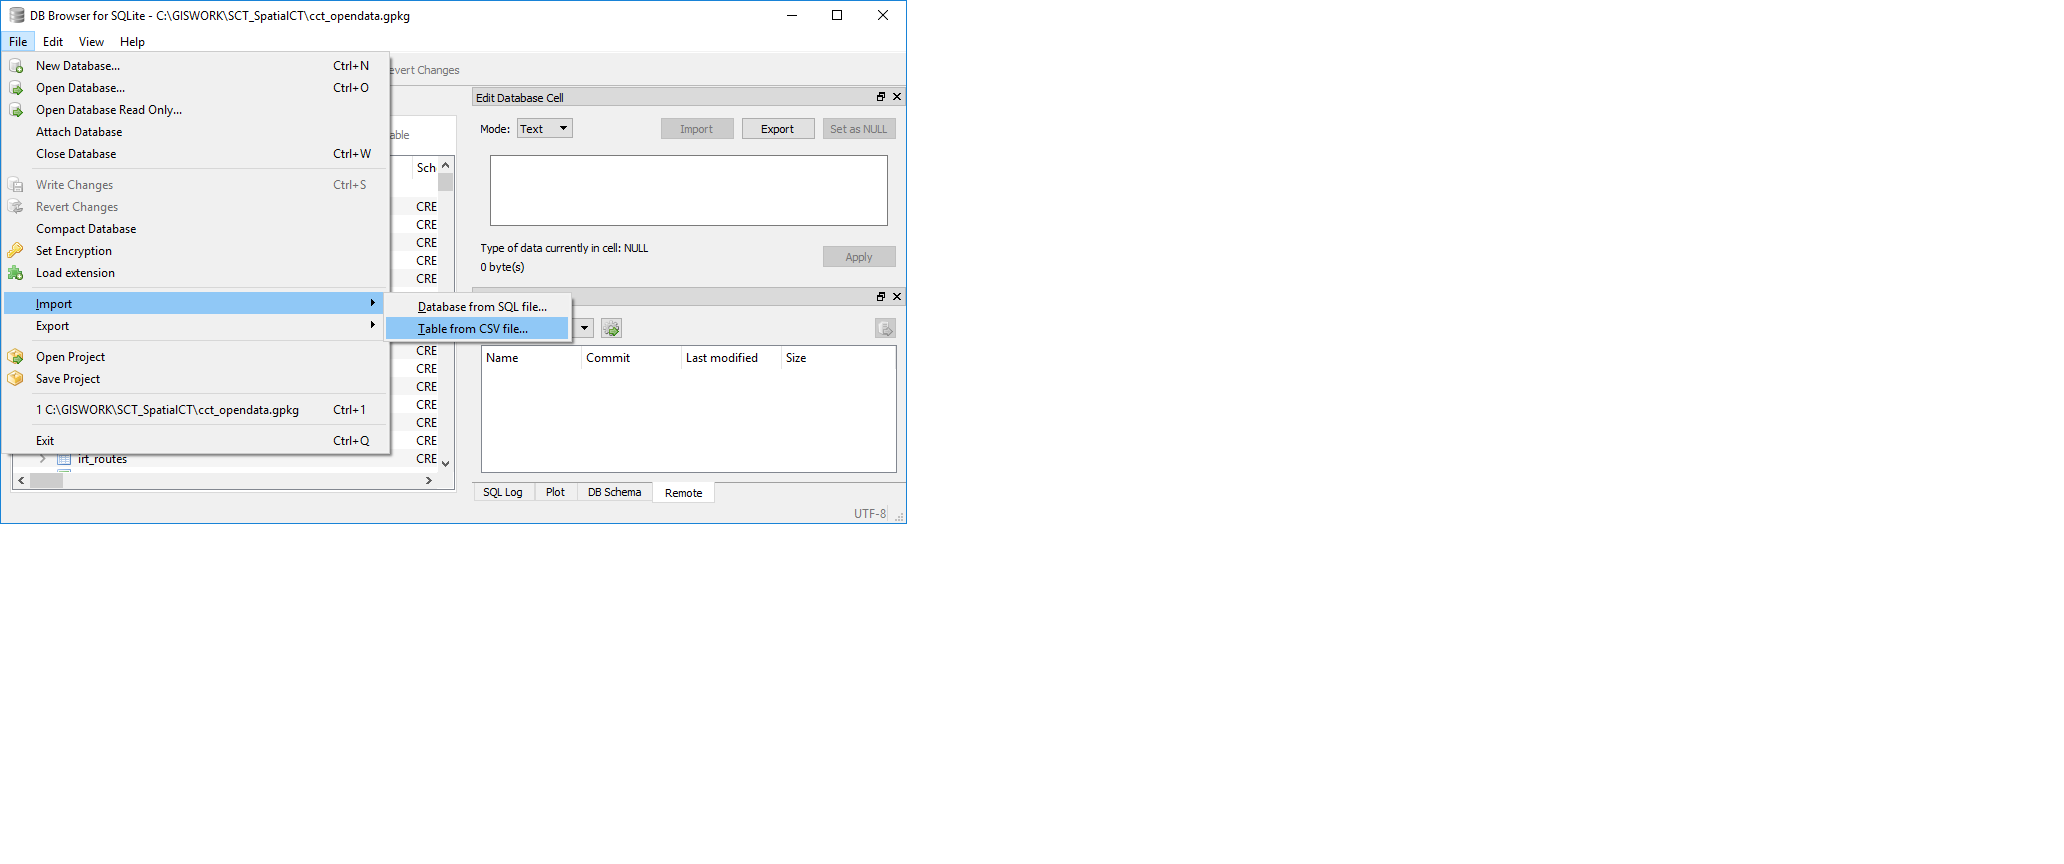 DB Browser for SQLite - C:\GISWORK\SCT_SpatialCT\cct_opendata.gpkg
File Edit View Help
New Database... Ctrl+N
Open Database... Ctrl+O
Open Database Read Only...
Attach Database
Close Database Ctrl+W
Write Changes Ctrl+S
Revert Changes
Compact Database
Set Encryption
Load extension
Import
Export
Open Project
Save Project
1 C:\GISWORK\SCT_SpatialCT\cct_opendata.gpkg Ctrl+1
Exit Ctrl+Q
Database from SQL file...
Table from CSV file...
evert Changes
able
Sch
CRE
CRE
CRE
CRE
CRE
CRE
CRE
CRE
CRE
CRE
CRE
irt_routes CRE
Edit Database Cell
Mode: Text Import Export Set as NULL
Type of data currently in cell: NULL
0 byte(s)
Apply
Name Commit Last modified Size
SQL Log Plot DB Schema Remote
UTF-8